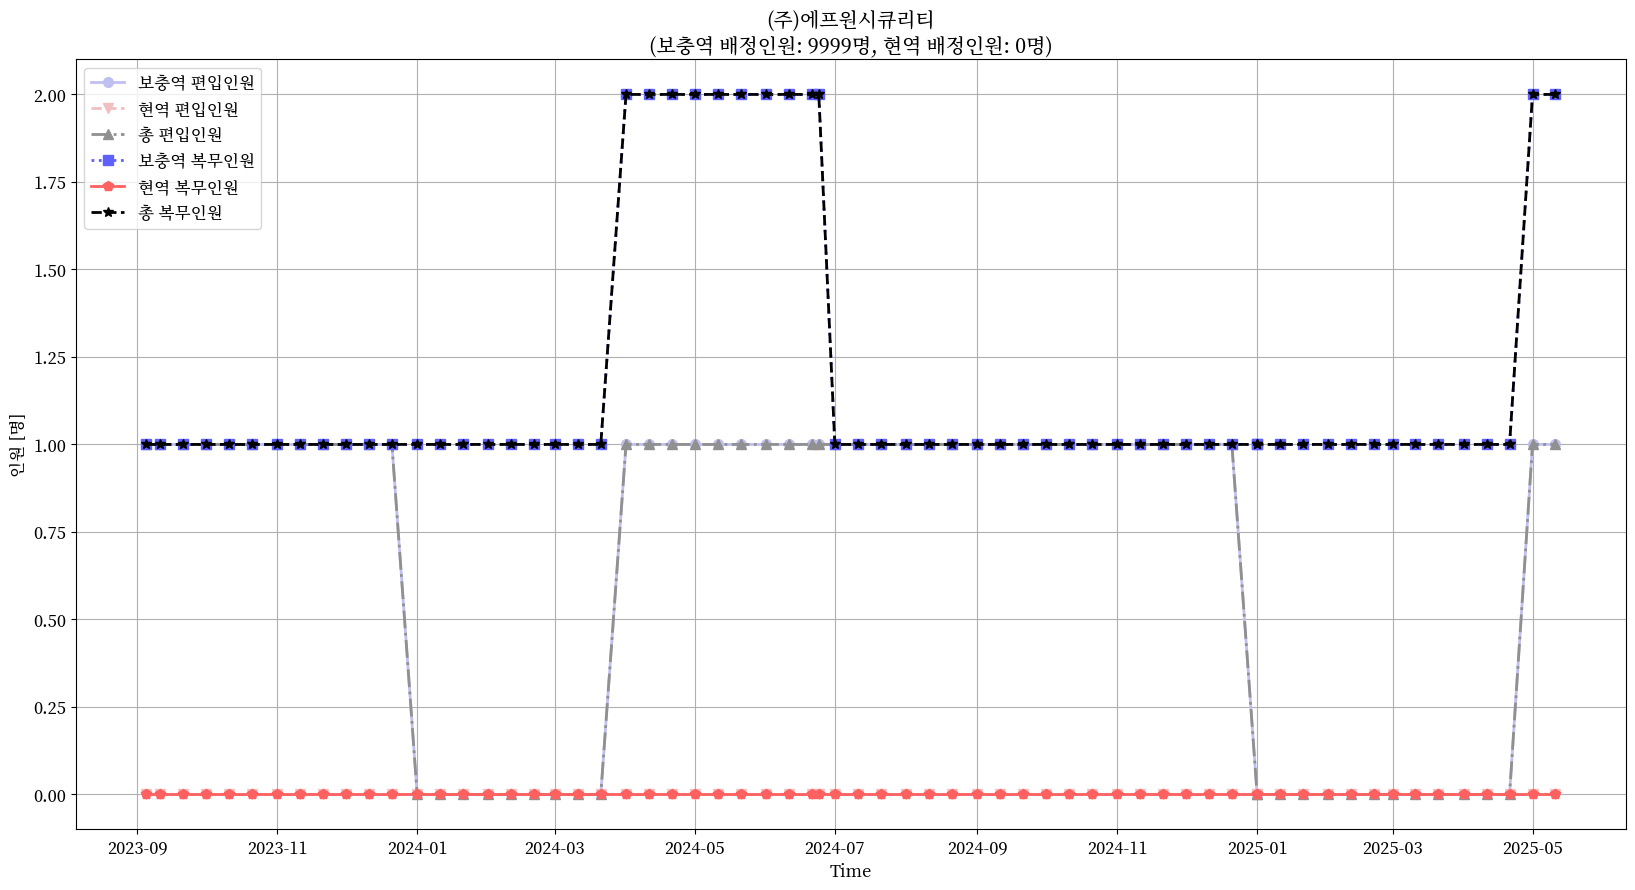 (주)에프원시큐리티
(보충역 배정인원: 9999명, 현역 배정인원: 0명)
보충역 편입인원
현역 편입인원
총 편입인원
보충역 복무인원
현역 복무인원
총 복무인원
인원 [명]
2.00
1.75
1.50
1.25
1.00
0.75
0.50
0.25
0.00
2023-09 2023-11 2024-01 2024-03 2024-05 2024-07 2024-09 2024-11 2025-01 2025-03 2025-05
Time